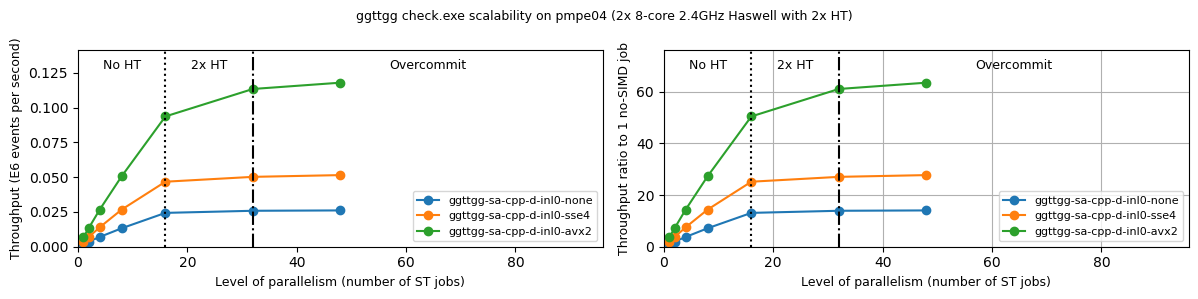 ggttgg check.exe scalability on pmpe04 (2x 8-core 2.4GHz Haswell with 2x HT)
Throughput (E6 events per second)
0.125
0.100
0.075
0.050
0.025
0.000
No HT
2x HT
Overcommit
ggttgg-sa-cpp-d-inl0-none
ggttgg-sa-cpp-d-inl0-sse4
ggttgg-sa-cpp-d-inl0-avx2
0
20
40
60
80
Level of parallelism (number of ST jobs)
Throughput ratio to 1 no-SIMD job
60
40
20
0
No HT
2x HT
Overcommit
ggttgg-sa-cpp-d-inl0-none
ggttgg-sa-cpp-d-inl0-sse4
ggttgg-sa-cpp-d-inl0-avx2
0
20
40
60
80
Level of parallelism (number of ST jobs)